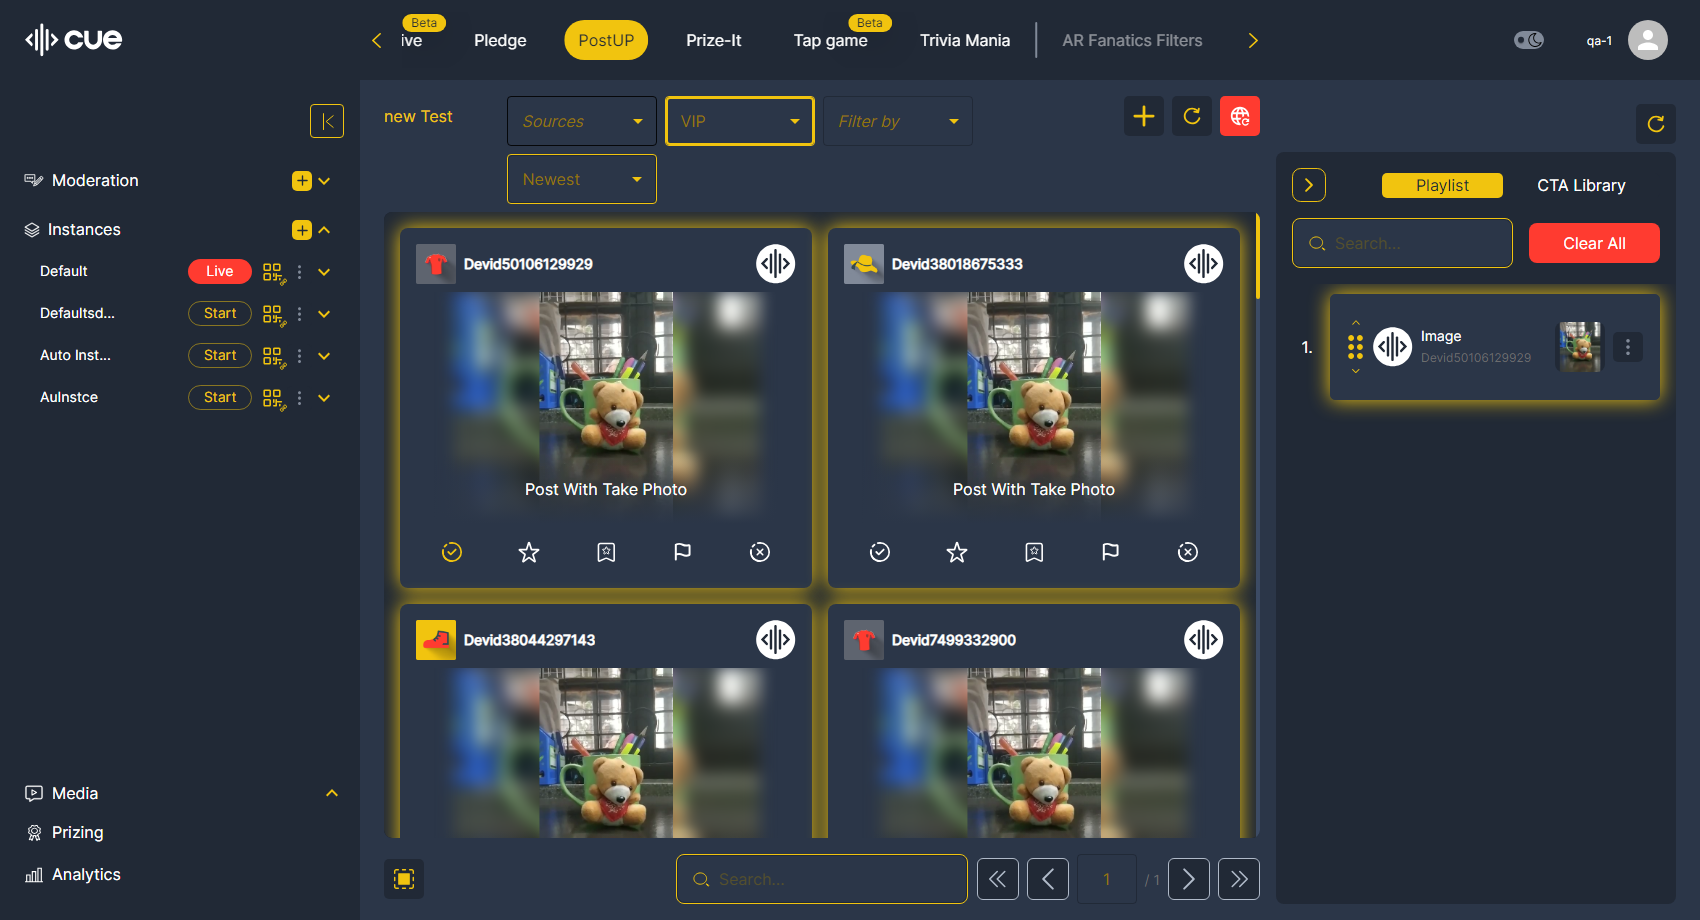 cue
Beta
ive
Pledge
PostUP
Prize-It
Beta
Tap game
Trivia Mania
AR Fanatics Filters
qa-1
Moderation
Instances
Default
Live
Defaultsd...
Start
Auto Inst...
Start
AuInstce
Start
Media
Prizing
Analytics
new Test
Sources
VIP
Filter by
Newest
Devid50106129929
Post With Take Photo
Devid38018675333
Post With Take Photo
Devid38044297143
Devid7499332900
Search...
1
/ 1
Playlist
CTA Library
Search...
Clear All
1.
Image
Devid50106129929